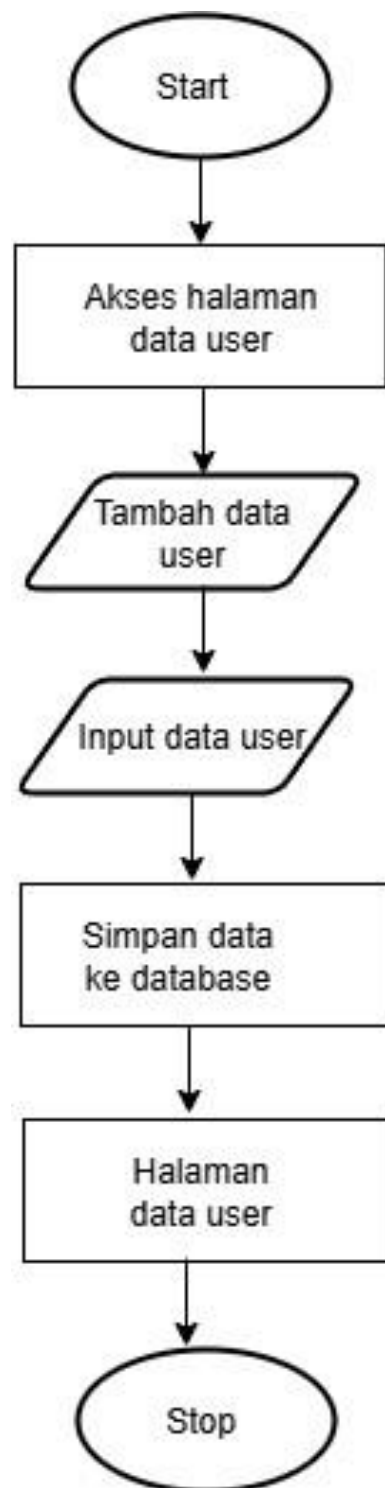 Start
Akses halaman
data user
Tambah data
user
Input data user
Simpan data
ke database
Halaman
data user
Stop